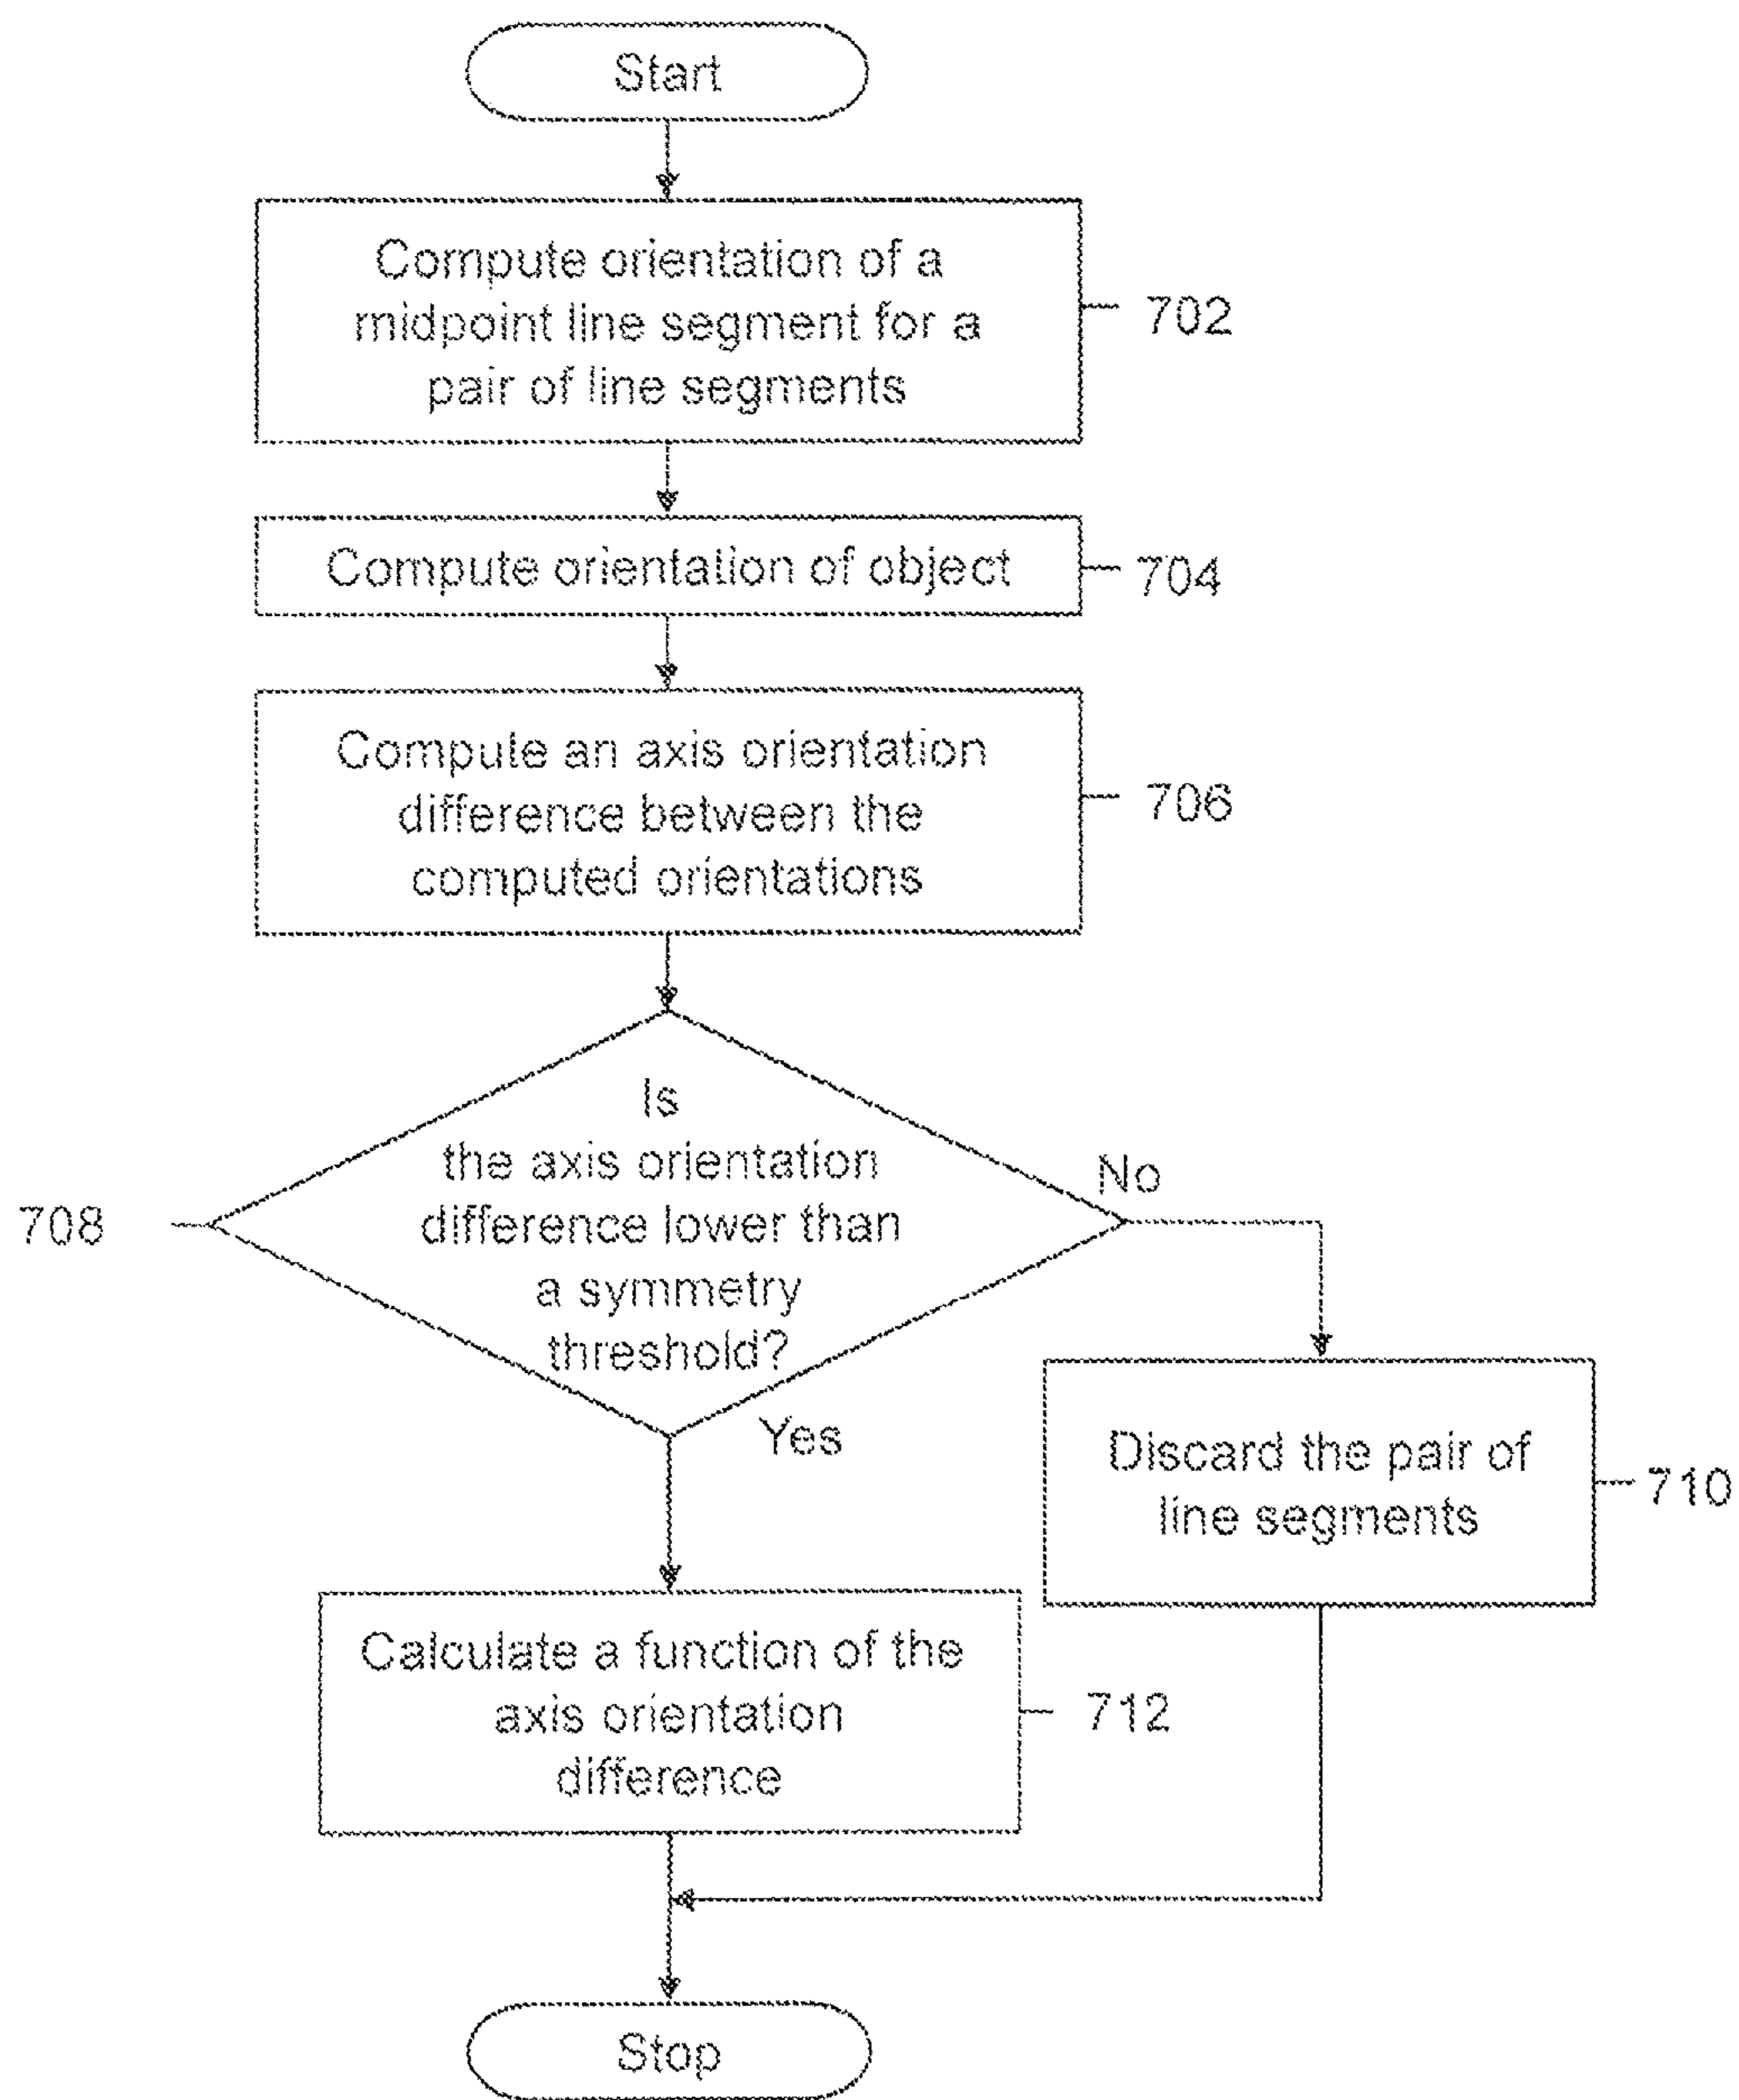 Start
Compute orientation of a
midpoint line segment for a
pair of line segments
702
Compute orientation of object
704
Compute an axis orientation
difference between the
computed orientations
706
Is
the axis orientation
difference lower than
a symmetry
threshold?
708
No
Yes
Discard the pair of
line segments
710
Calculate a function of the
axis orientation
difference
712
Stop